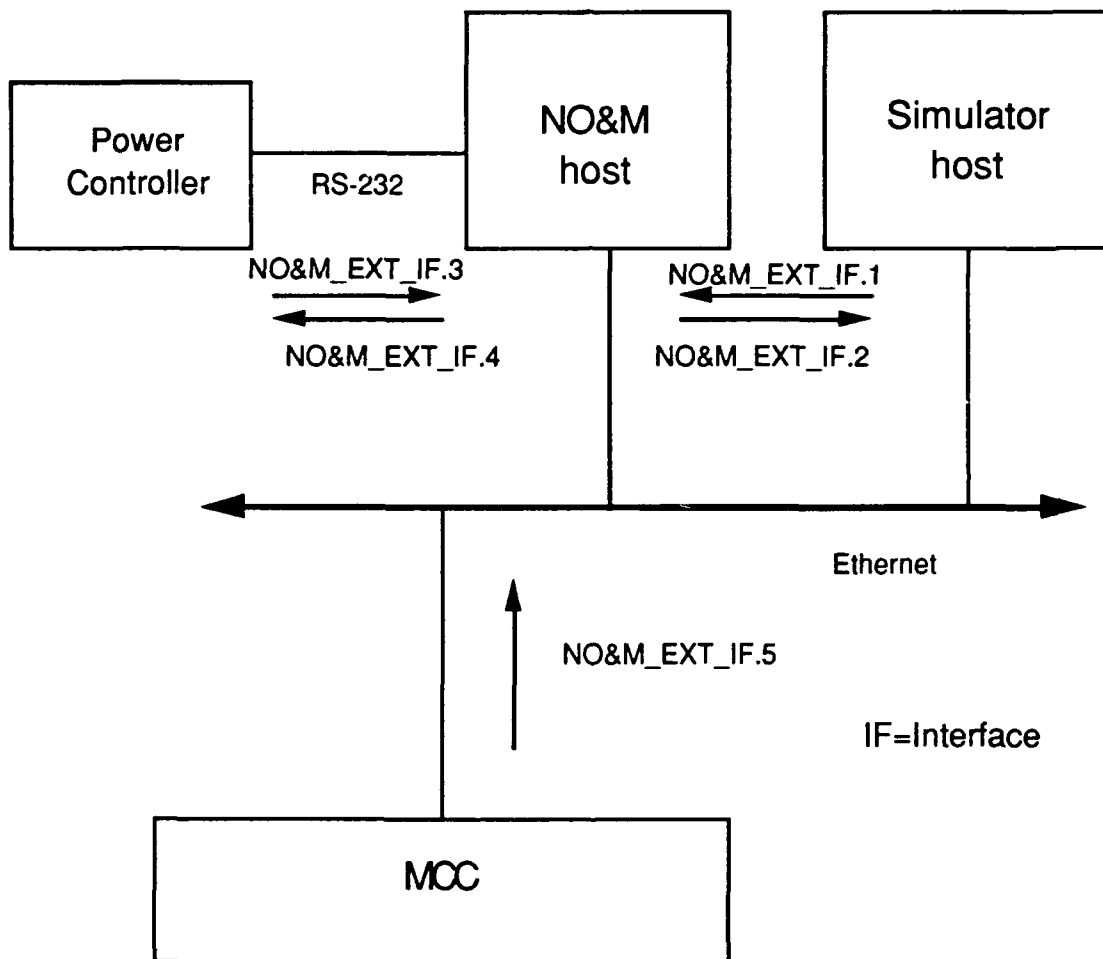 Power
Controller
RS-232
NO&M
host
Simulator
host
NO&M_EXT_IF.3
NO&M_EXT_IF.4
NO&M_EXT_IF.1
NO&M_EXT_IF.2
Ethernet
NO&M_EXT_IF.5
IF=Interface
MCC